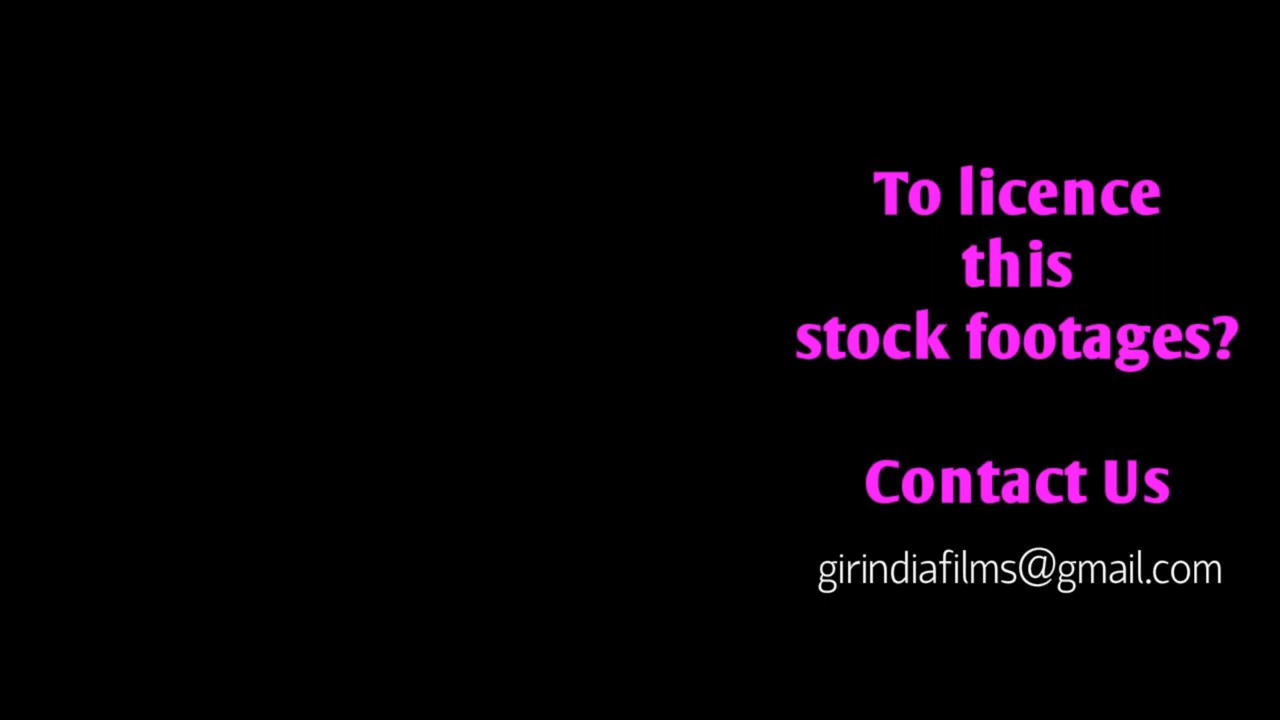 To licence
this
stock footages?
Contact Us
girindiafilms@gmail.com